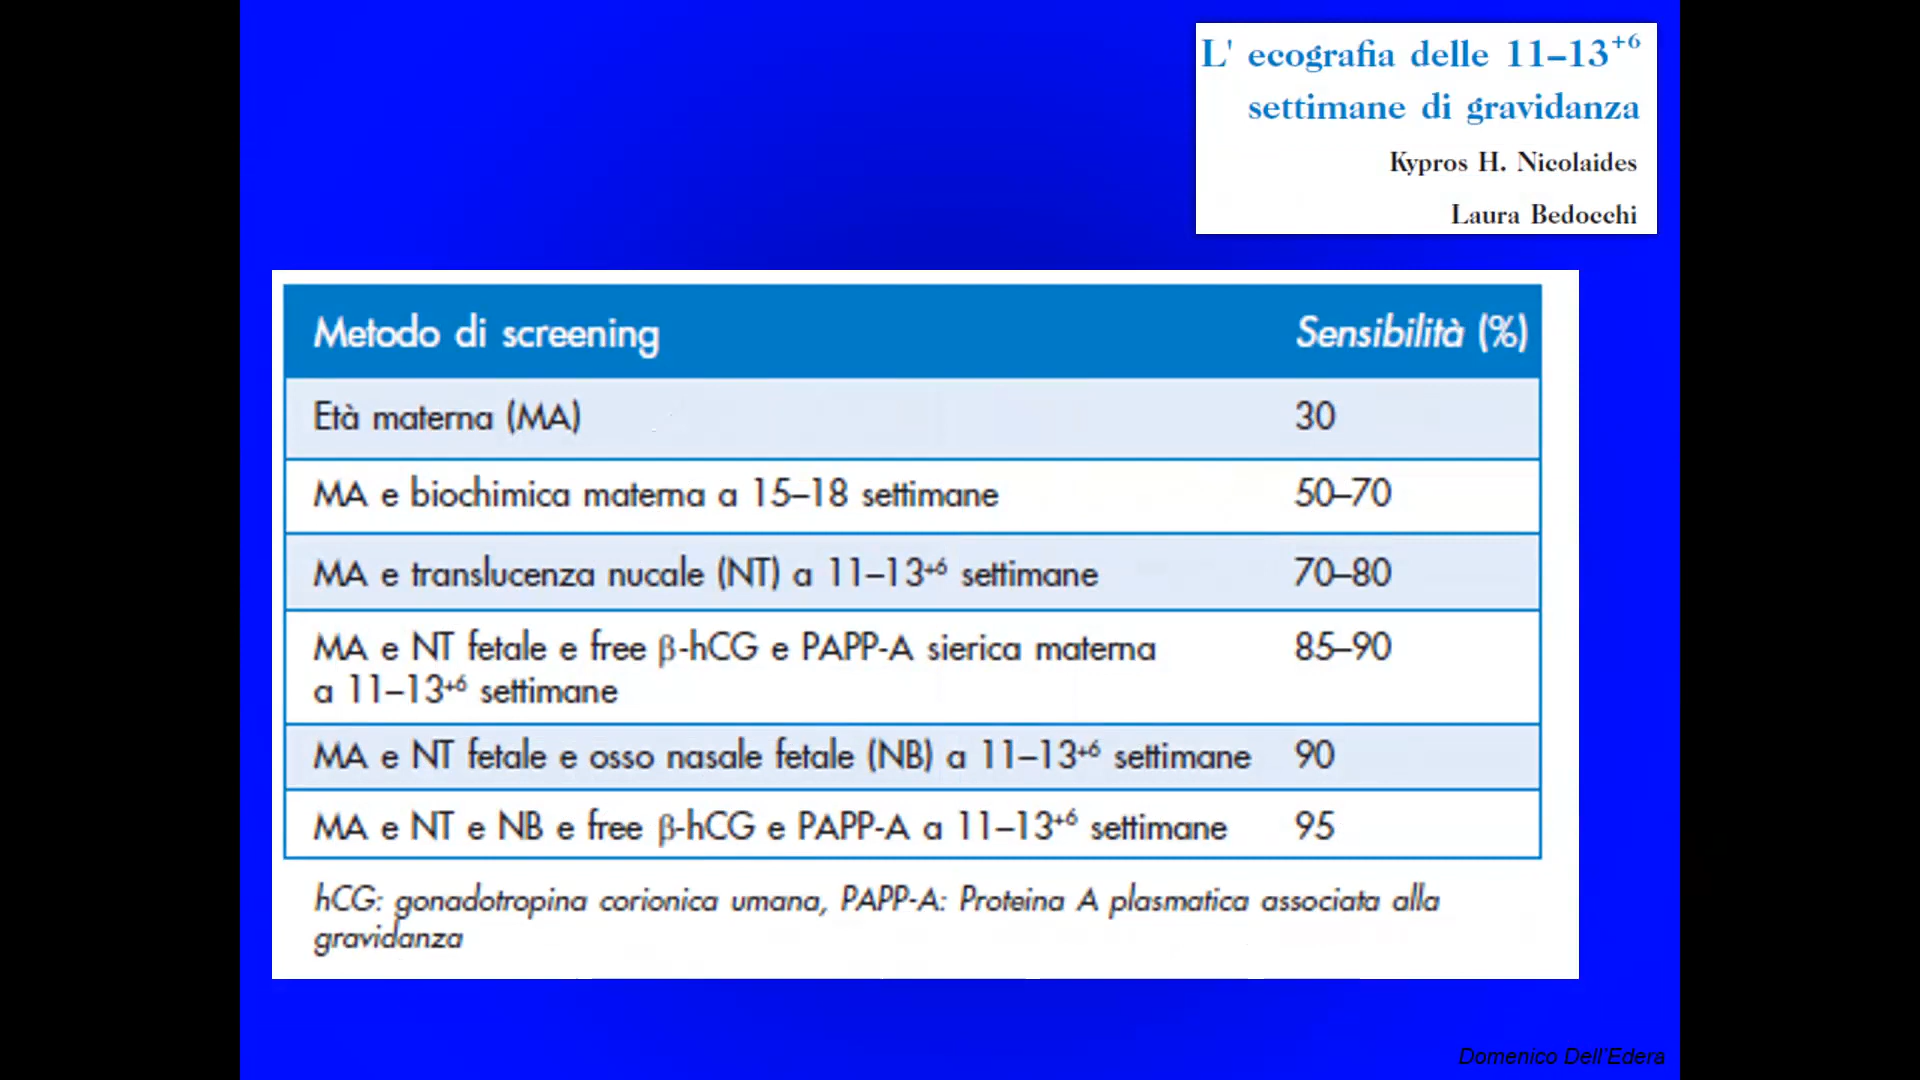 L' ecografia delle 11–13+6
settimane di gravidanza
Kypros H. Nicolaides
Laura Bedocchi
Metodo di screening Sensibilità (%)
Età materna (MA) 30
MA e biochimica materna a 15–18 settimane 50–70
MA e translucenza nucale (NT) a 11–13+6 settimane 70–80
MA e NT fetale e free β-hCG e PAPP-A sierica materna 85–90
a 11–13+6 settimane
MA e NT fetale e osso nasale fetale (NB) a 11–13+6 settimane 90
MA e NT e NB e free β-hCG e PAPP-A a 11–13+6 settimane 95
hCG: gonadotropina corionica umana, PAPP-A: Proteina A plasmatica associata alla
gravidanza
Domenico Dell'Edera